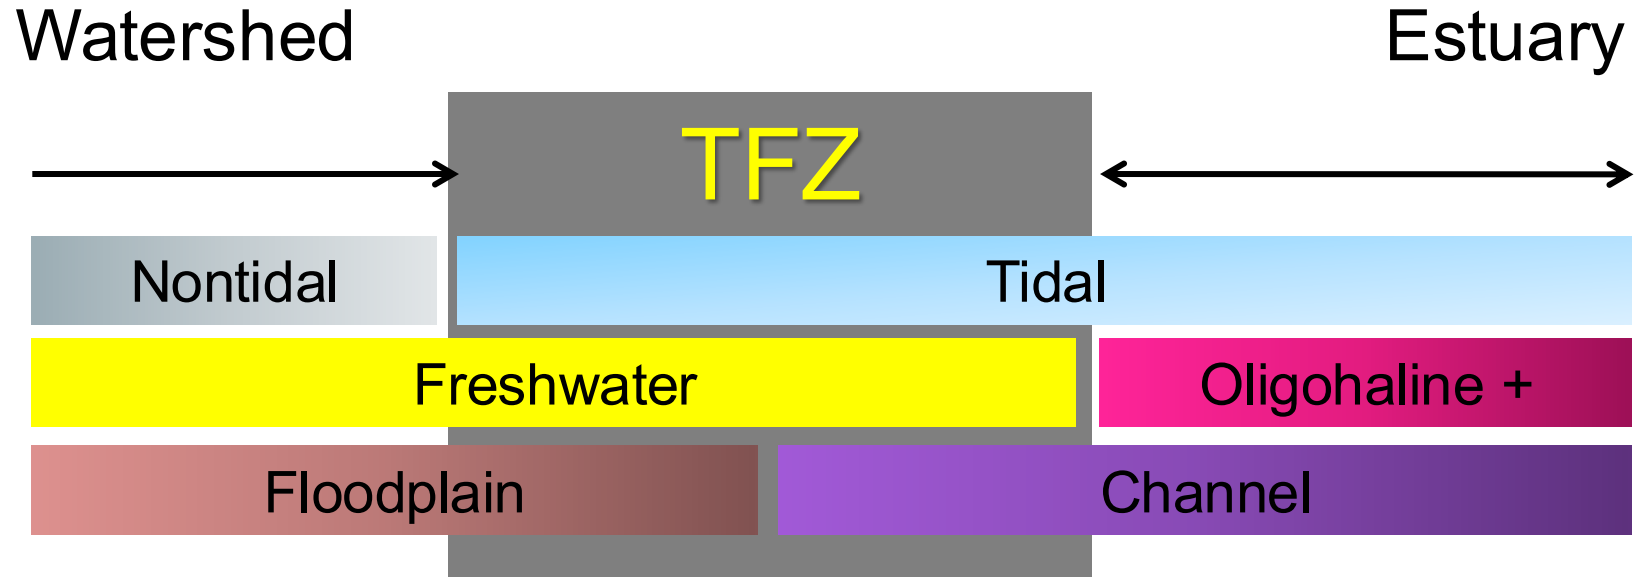 Watershed
Estuary
TFZ
Nontidal
Tidal
Freshwater
Oligohaline +
Floodplain
Channel